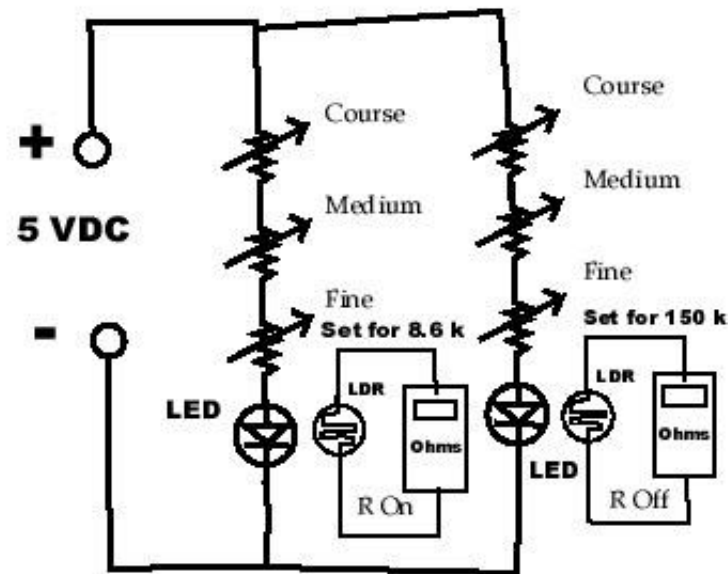 Course
Course
+
Medium
Medium
5 VDC
Fine
Fine
-
Set for 8.6 k
Set for 150 k
LDR
LDR
LED
Ohms
Ohms
LED
R On
R Off